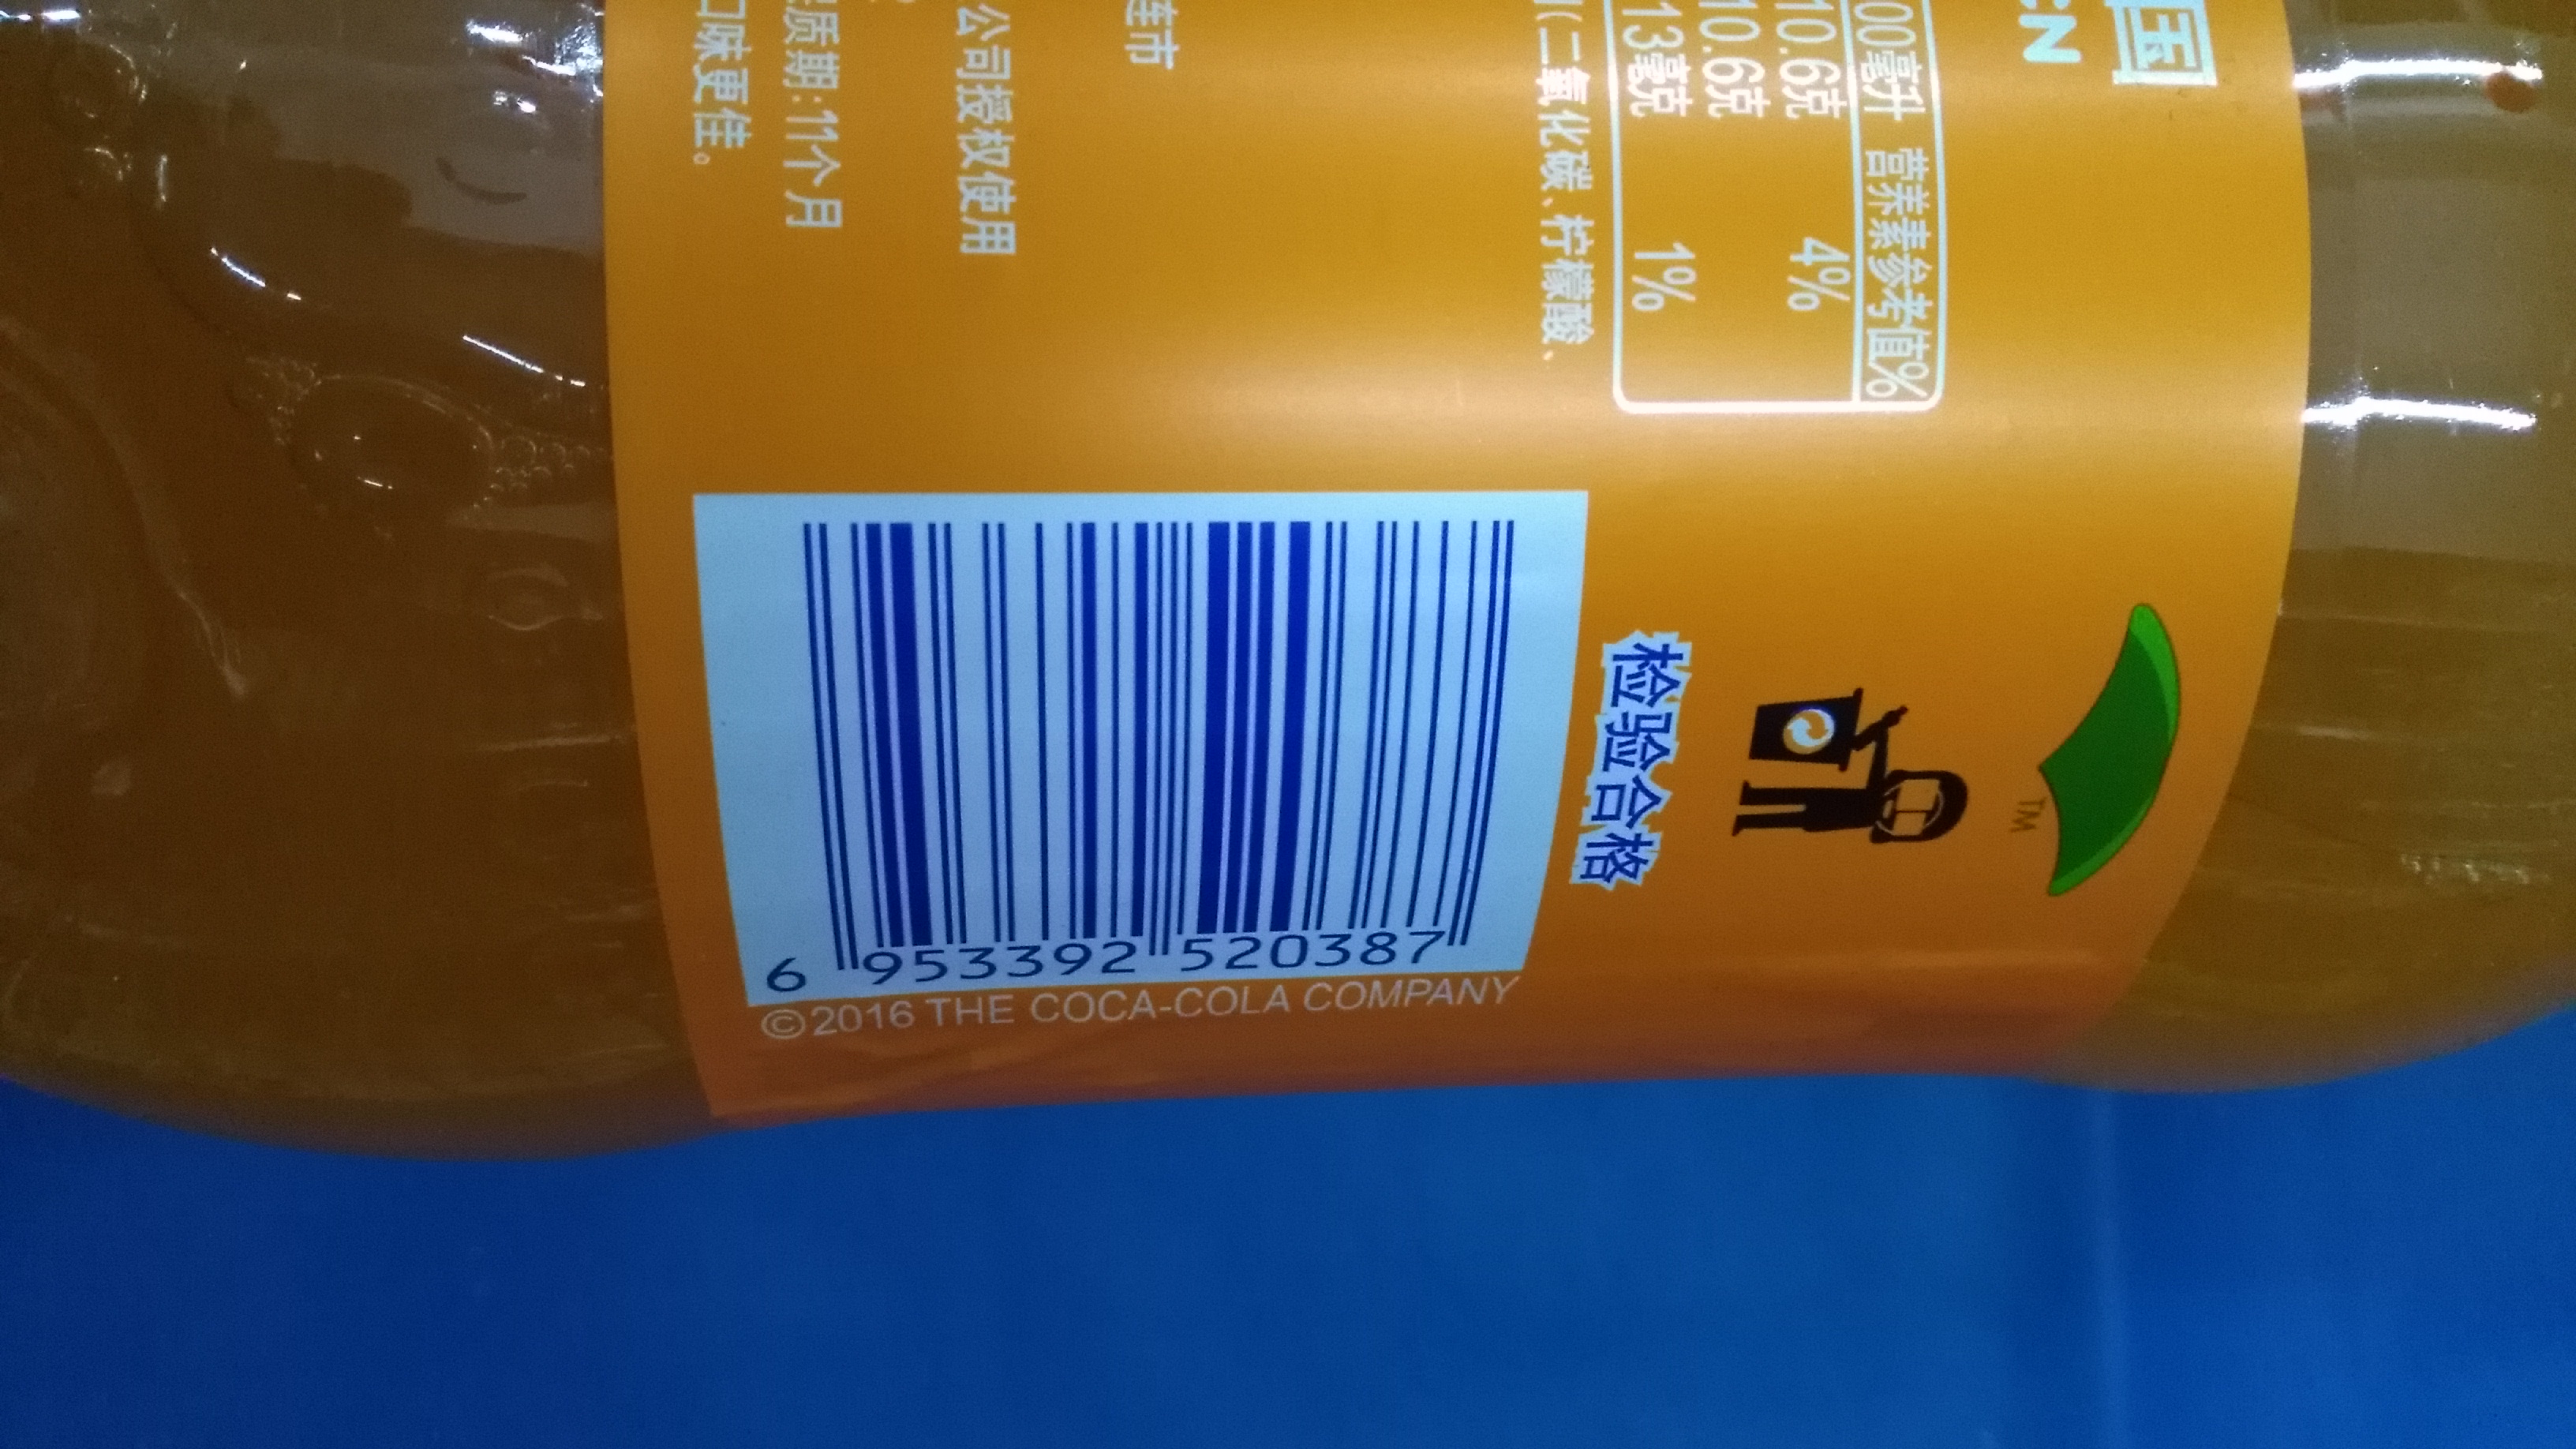 国
CN
00毫升 营养素参考值%
10.6克 4%
10.6克
13毫克 1%
(二氧化碳、柠檬酸、
连市
公司授权使用
质期:11个月
口味更佳。
TM
检验合格
6 953392 520387
©2016 THE COCA-COLA COMPANY